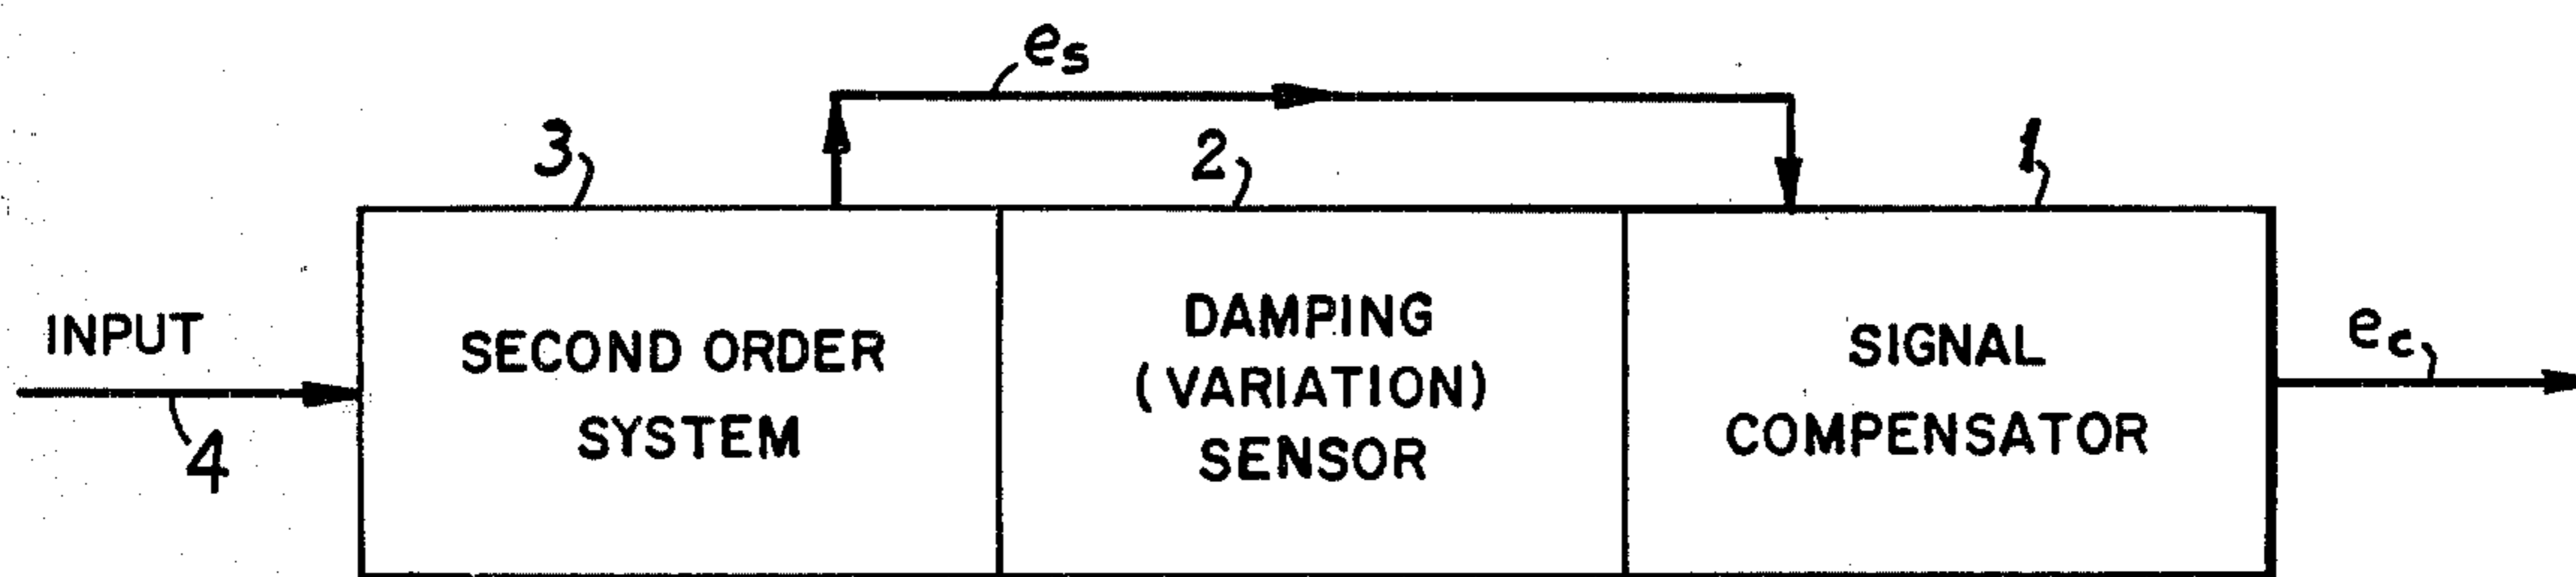 es
3
2
1
INPUT
4
SECOND ORDER
SYSTEM
DAMPING
(VARIATION)
SENSOR
SIGNAL
COMPENSATOR
ec